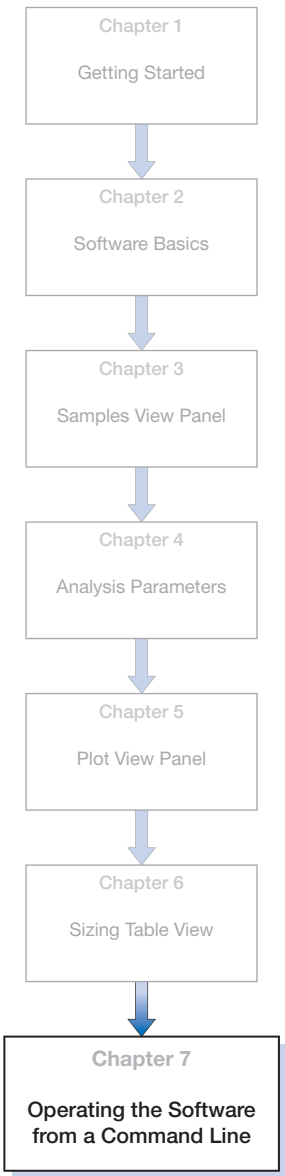 Chapter 1
Getting Started
Chapter 2
Software Basics
Chapter 3
Samples View Panel
Chapter 4
Analysis Parameters
Chapter 5
Plot View Panel
Chapter 6
Sizing Table View
Chapter 7
Operating the Software
from a Command Line